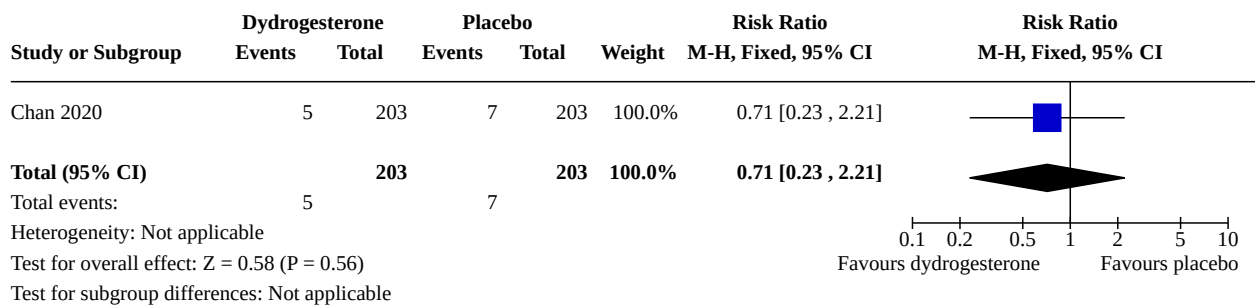 Dydrogesterone Placebo Risk Ratio Risk Ratio
Study or Subgroup Events Total Events Total Weight M-H, Fixed, 95% CI M-H, Fixed, 95% CI
Chan 2020 5 203 7 203 100.0% 0.71 [0.23 , 2.21]
Total (95% CI) 203 203 100.0% 0.71 [0.23 , 2.21]
Total events: 5 7
Heterogeneity: Not applicable
0.1 0.2 0.5 1 2 5 10
Test for overall effect: Z = 0.58 (P = 0.56) Favours dydrogesterone Favours placebo
Test for subgroup differences: Not applicable